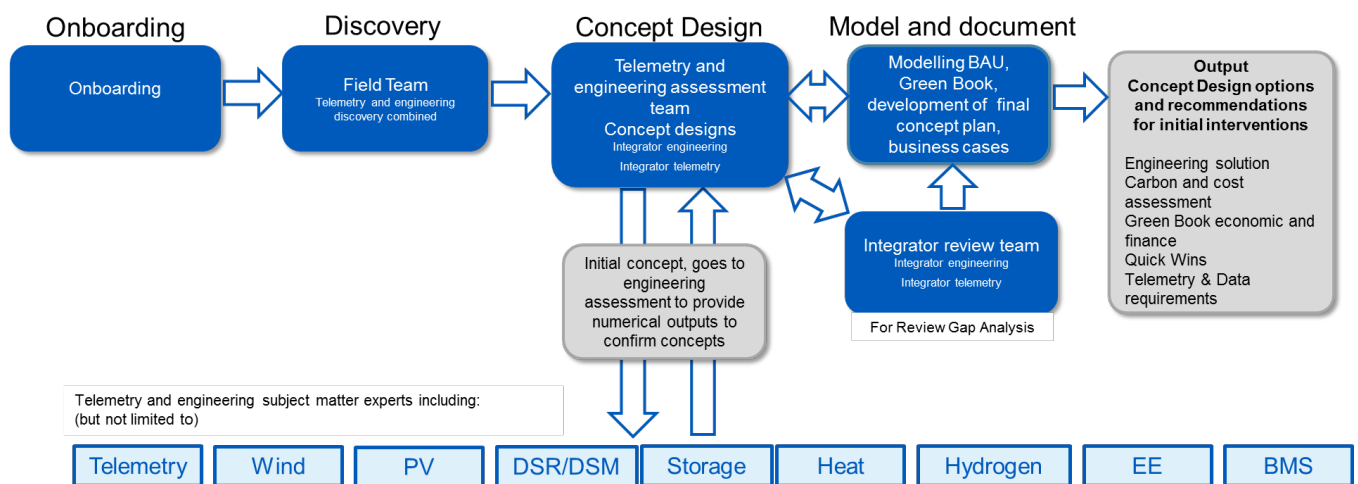 Onboarding
Discovery
Concept Design
Model and document
Onboarding
Field Team
Telemetry and engineering
discovery combined
Telemetry and
engineering assessment
team
Concept designs
Integrator engineering
Integrator telemetry
Modelling BAU,
Green Book,
development of final
concept plan,
business cases
Output
Concept Design options
and recommendations
for initial interventions
Engineering solution
Carbon and cost
assessment
Green Book economic and
finance
Quick Wins
Telemetry & Data
requirements
Integrator review team
Integrator engineering
Integrator telemetry
For Review Gap Analysis
Initial concept, goes to
engineering
assessment to provide
numerical outputs to
confirm concepts
Telemetry and engineering subject matter experts including:
(but not limited to)
Telemetry
Wind
PV
DSR/DSM
Storage
Heat
Hydrogen
EE
BMS